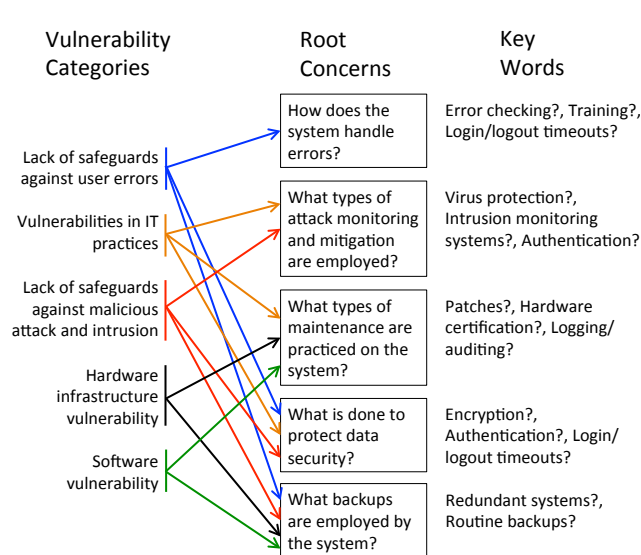 Vulnerability
Categories
Root
Concerns
Key
Words
Lack of safeguards
against user errors
Vulnerabilities in IT
practices
Lack of safeguards
against malicious
attack and intrusion
Hardware
infrastructure
vulnerability
Software
vulnerability
How does the
system handle
errors?
What types of
attack monitoring
and mitigation
are employed?
What types of
maintenance are
practiced on the
system?
What is done to
protect data
security?
What backups
are employed by
the system?
Error checking?, Training?,
Login/logout timeouts?
Virus protection?,
Intrusion monitoring
systems?, Authentication?
Patches?, Hardware
certification?, Logging/
auditing?
Encryption?,
Authentication?, Login/
logout timeouts?
Redundant systems?,
Routine backups?